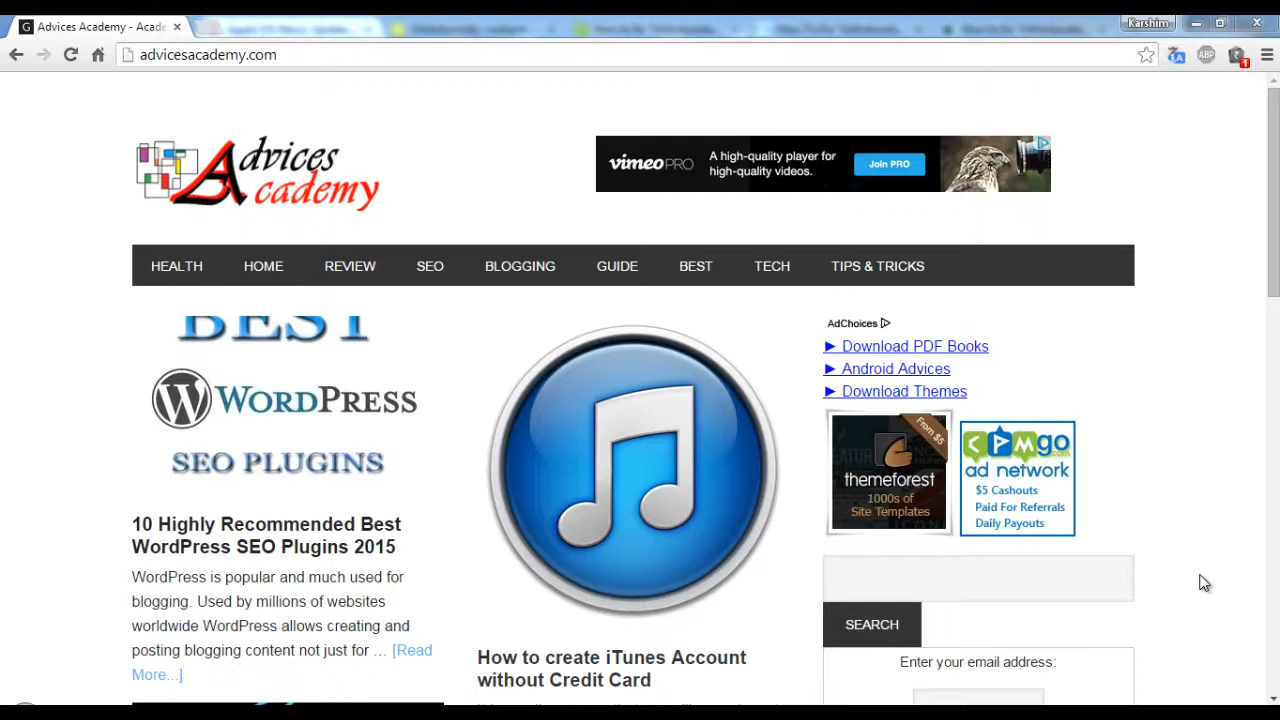 Advices Academy - Acade
Karshim
advicesacademy.com
ABP
1
Advices
Academy
vimeo PRO
A high-quality player for
high-quality videos.
Join PRO
HEALTH HOME REVIEW SEO BLOGGING GUIDE BEST TECH TIPS & TRICKS
BEST
WORDPRESS
SEO PLUGINS
10 Highly Recommended Best
WordPress SEO Plugins 2015
WordPress is popular and much used for
blogging. Used by millions of websites
worldwide WordPress allows creating and
posting blogging content not just for ... [Read
More...]
How to create iTunes Account
without Credit Card
AdChoices
► Download PDF Books
► Android Advices
► Download Themes
From $5
themeforest
1000s of
Site Templates
CPMgo.com
ad network
$5 Cashouts
Paid For Referrals
Daily Payouts
SEARCH
Enter your email address: